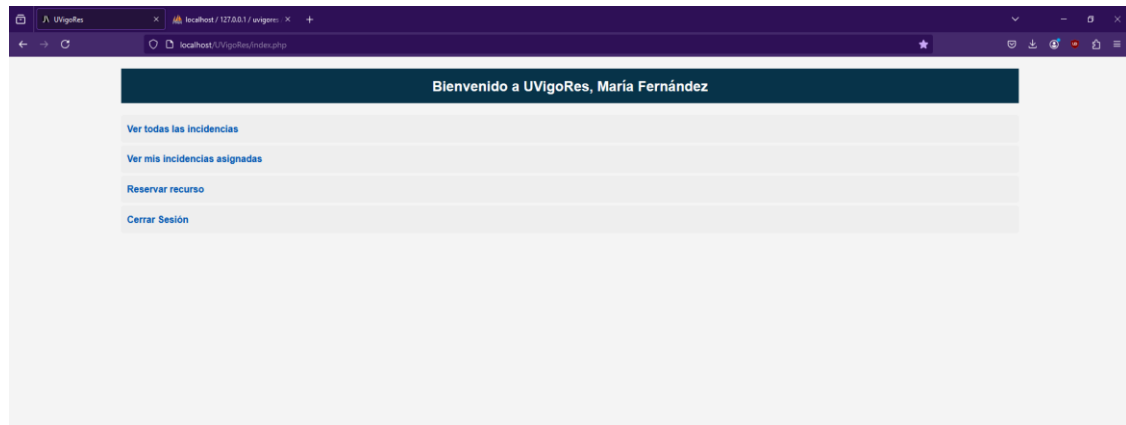 UVigoRes
localhost / 127.0.0.1 / uvigores
localhost/UVigoRes/index.php
Bienvenido a UVigoRes, María Fernández
Ver todas las incidencias
Ver mis incidencias asignadas
Reservar recurso
Cerrar Sesión